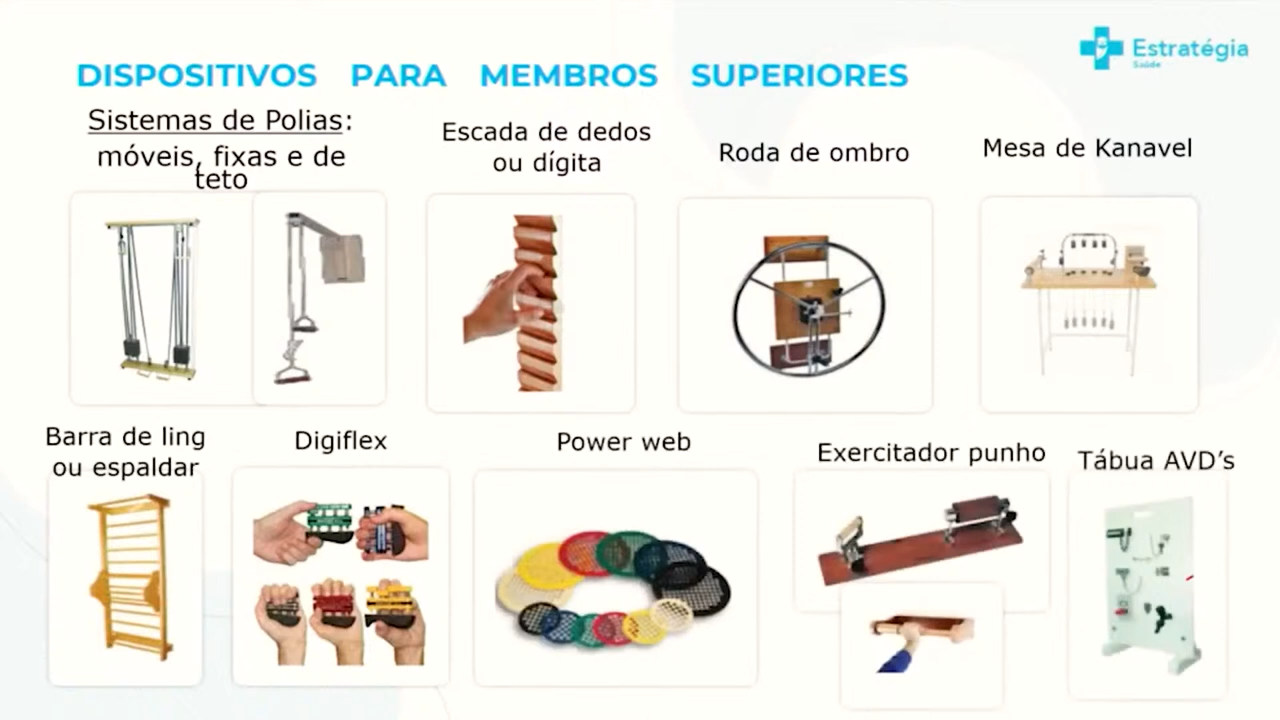 Estratégia
Saúde
DISPOSITIVOS PARA MEMBROS SUPERIORES
Sistemas de Polias:
móveis, fixas e de
teto
Escada de dedos
ou dígita
Roda de ombro
Mesa de Kanavel
Barra de ling
ou espaldar
Digiflex
Power web
Exercitador punho
Tábua AVD’s